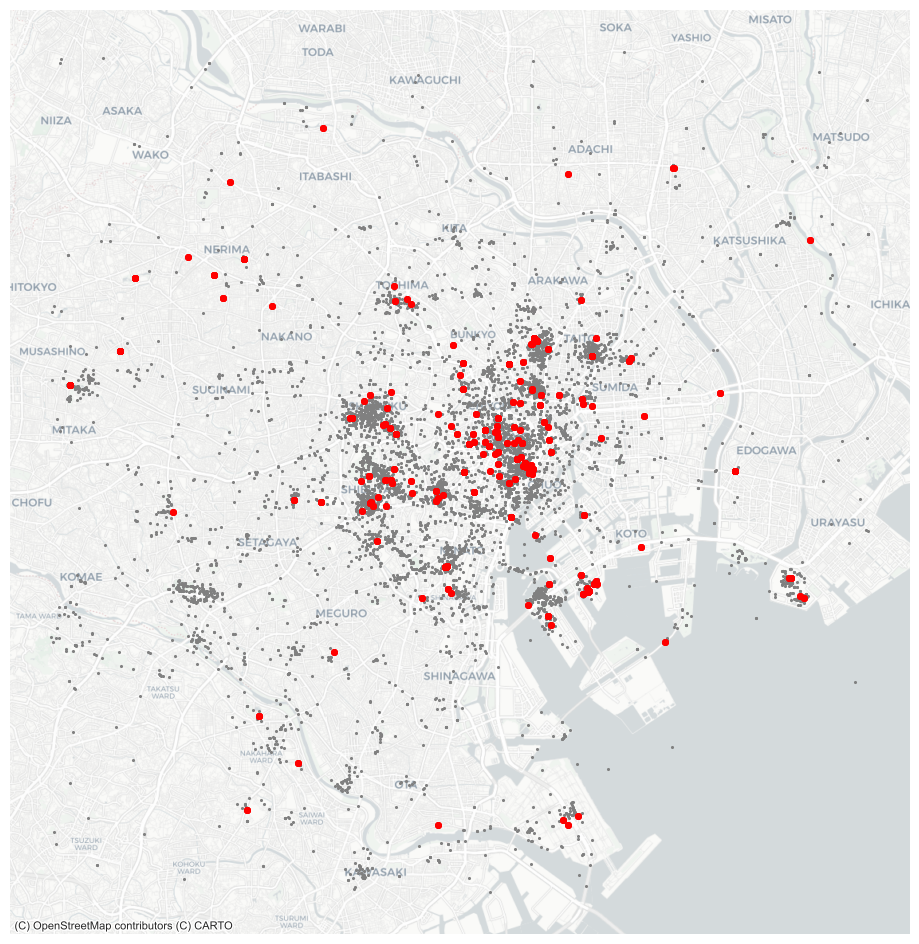 MISATO
WARABI
SOKA
YASHIO
TODA
KAWAGUCHI
ASAKA
NIIZA
MATSUDO
WAKO
ADACHI
ITABASHI
KITA
KATSUSHIKA
NERIMA
ARAKAWA
HITOKYO
TOSHIMA
ICHIKA
BUNKYO
NAKANO
TAITO
MUSASHINO
SUMIDA
SUGINAMI
MITAKA
EDOGAWA
CHOFU
URAYASU
KOTO
SETAGAYA
KOMAE
TAMA WARD
MEGURO
SHINAGAWA
TAKATSU
WARD
NAKAHARA
WARD
OTA
SAIWAI
WARD
TSUZUKI
WARD
KOHOKU
WARD
KAWASAKI
TSURUMI
WARD
(C) OpenStreetMap contributors (C) CARTO